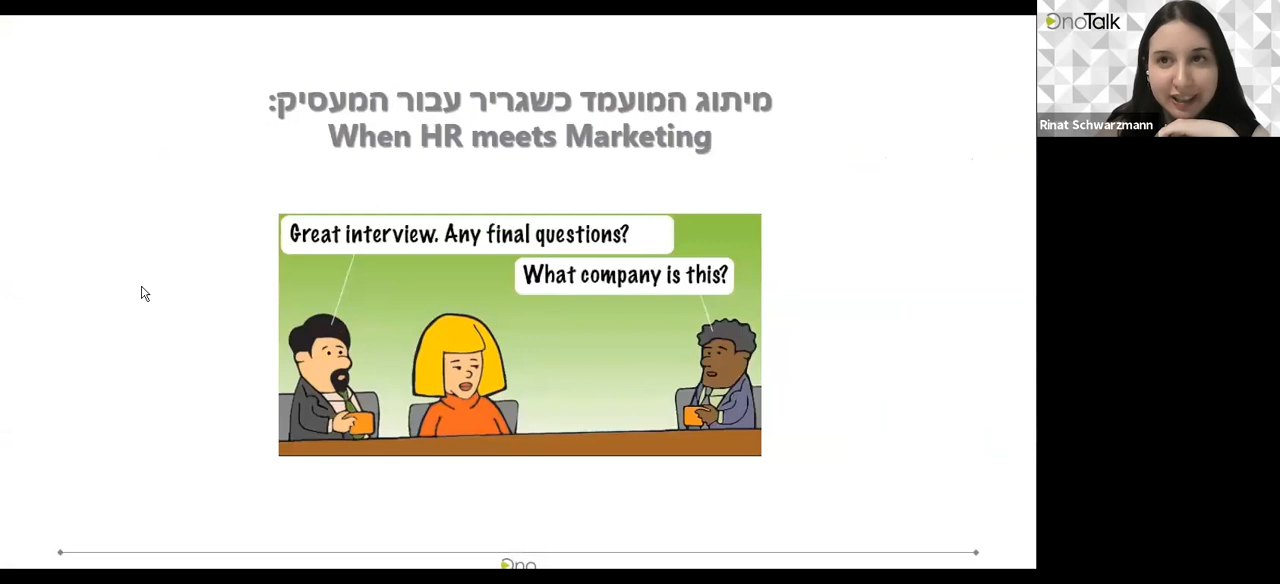 מיתוג המועמד כשגריר עבור המעסיק:
When HR meets Marketing
Great interview. Any final questions?
What company is this?
Ono
OnoTalk
Rinat Schwarzmann